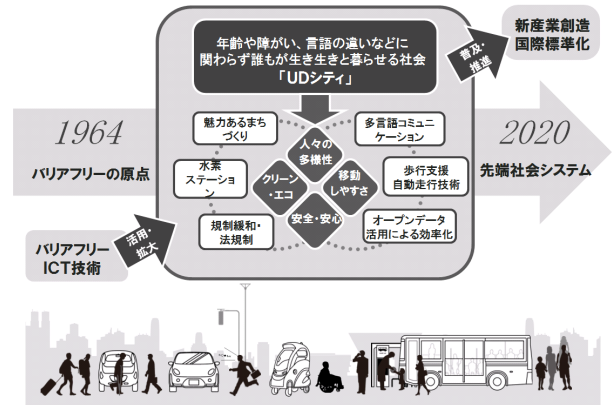 年齢や障がい、言語の違いなどに
関わらず誰もが生き生きと暮らせる社会
「UDシティ」
普及・
推進
新産業創造
国際標準化
1964
バリアフリーの原点
魅力あるまち
づくり
水業
ステーショ
ン
規制緩和・
法規制
人々の
多様性
クリーン
・エコ
移動
しやすさ
安全・安心
多言語コミュニ
ケーション
歩行支援
自動走行技術
オープンデータ
活用による効率化
2020
先端社会システム
活用・
拡大
バリアフリー
ICT技術